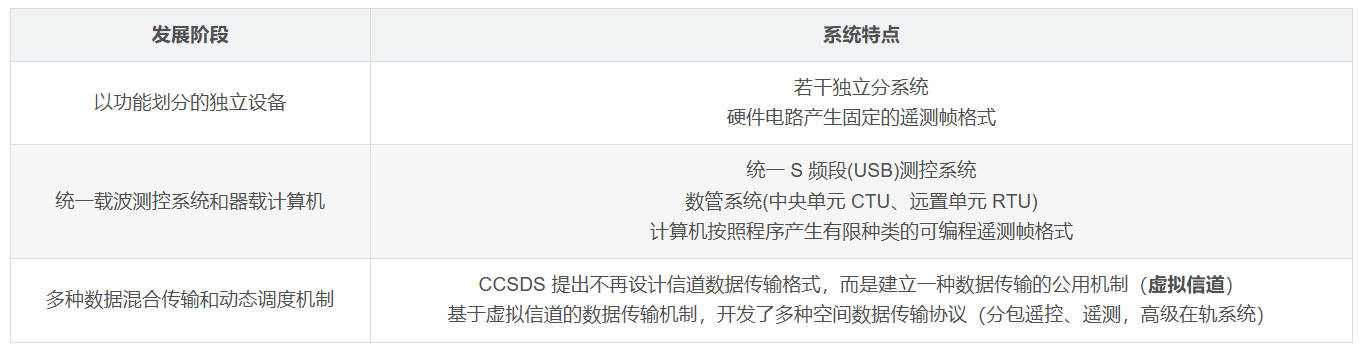 发展阶段
系统特点
以功能划分的独立设备
若干独立分系统
硬件电路产生固定的遥测帧格式
统一载波测控系统和器载计算机
统一 S 频段(USB)测控系统
数管系统(中央单元 CTU、远置单元 RTU)
计算机按照程序产生有限种类的可编程遥测帧格式
多种数据混合传输和动态调度机制
CCSDS 提出不再设计信道数据传输格式，而是建立一种数据传输的公用机制（虚拟信道）
基于虚拟信道的数据传输机制，开发了多种空间数据传输协议（分包遥控、遥测，高级在轨系统）